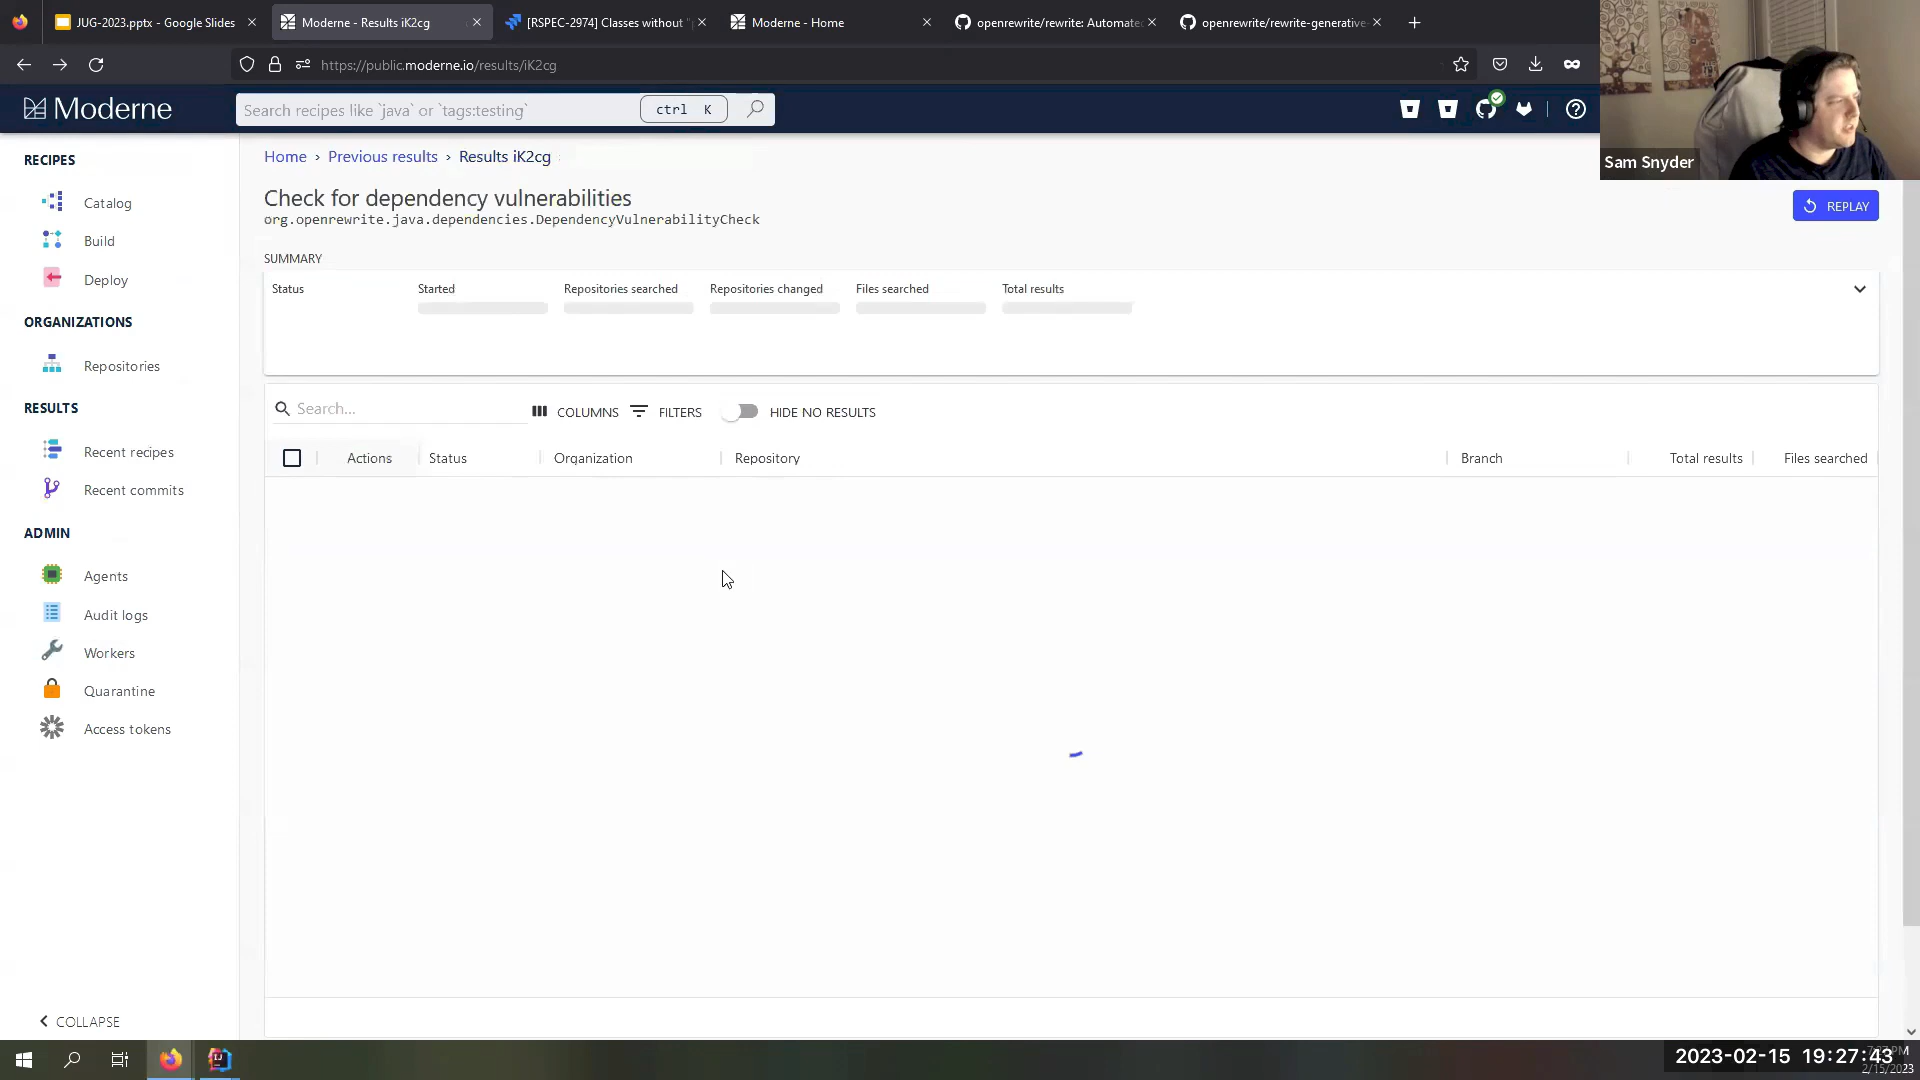 JUG-2023.pptx - Google Slides
Moderne - Results iK2cg
[RSPEC-2974] Classes without "
Moderne - Home
openrewrite/rewrite: Automate
openrewrite/rewrite-generative-
https://public.moderne.io/results/iK2cg
Moderne
Search recipes like `java` or `tags:testing`
ctrl K
Sam Snyder
RECIPES
Catalog
Build
Deploy
ORGANIZATIONS
Repositories
RESULTS
Recent recipes
Recent commits
ADMIN
Agents
Audit logs
Workers
Quarantine
Access tokens
COLLAPSE
Home › Previous results › Results iK2cg
Check for dependency vulnerabilities
org.openrewrite.java.dependencies.DependencyVulnerabilityCheck
REPLAY
SUMMARY
Status Started Repositories searched Repositories changed Files searched Total results
Search...
COLUMNS
FILTERS
HIDE NO RESULTS
Actions Status Organization Repository Branch Total results Files searched
2023-02-15 19:27:43
2/15/2023